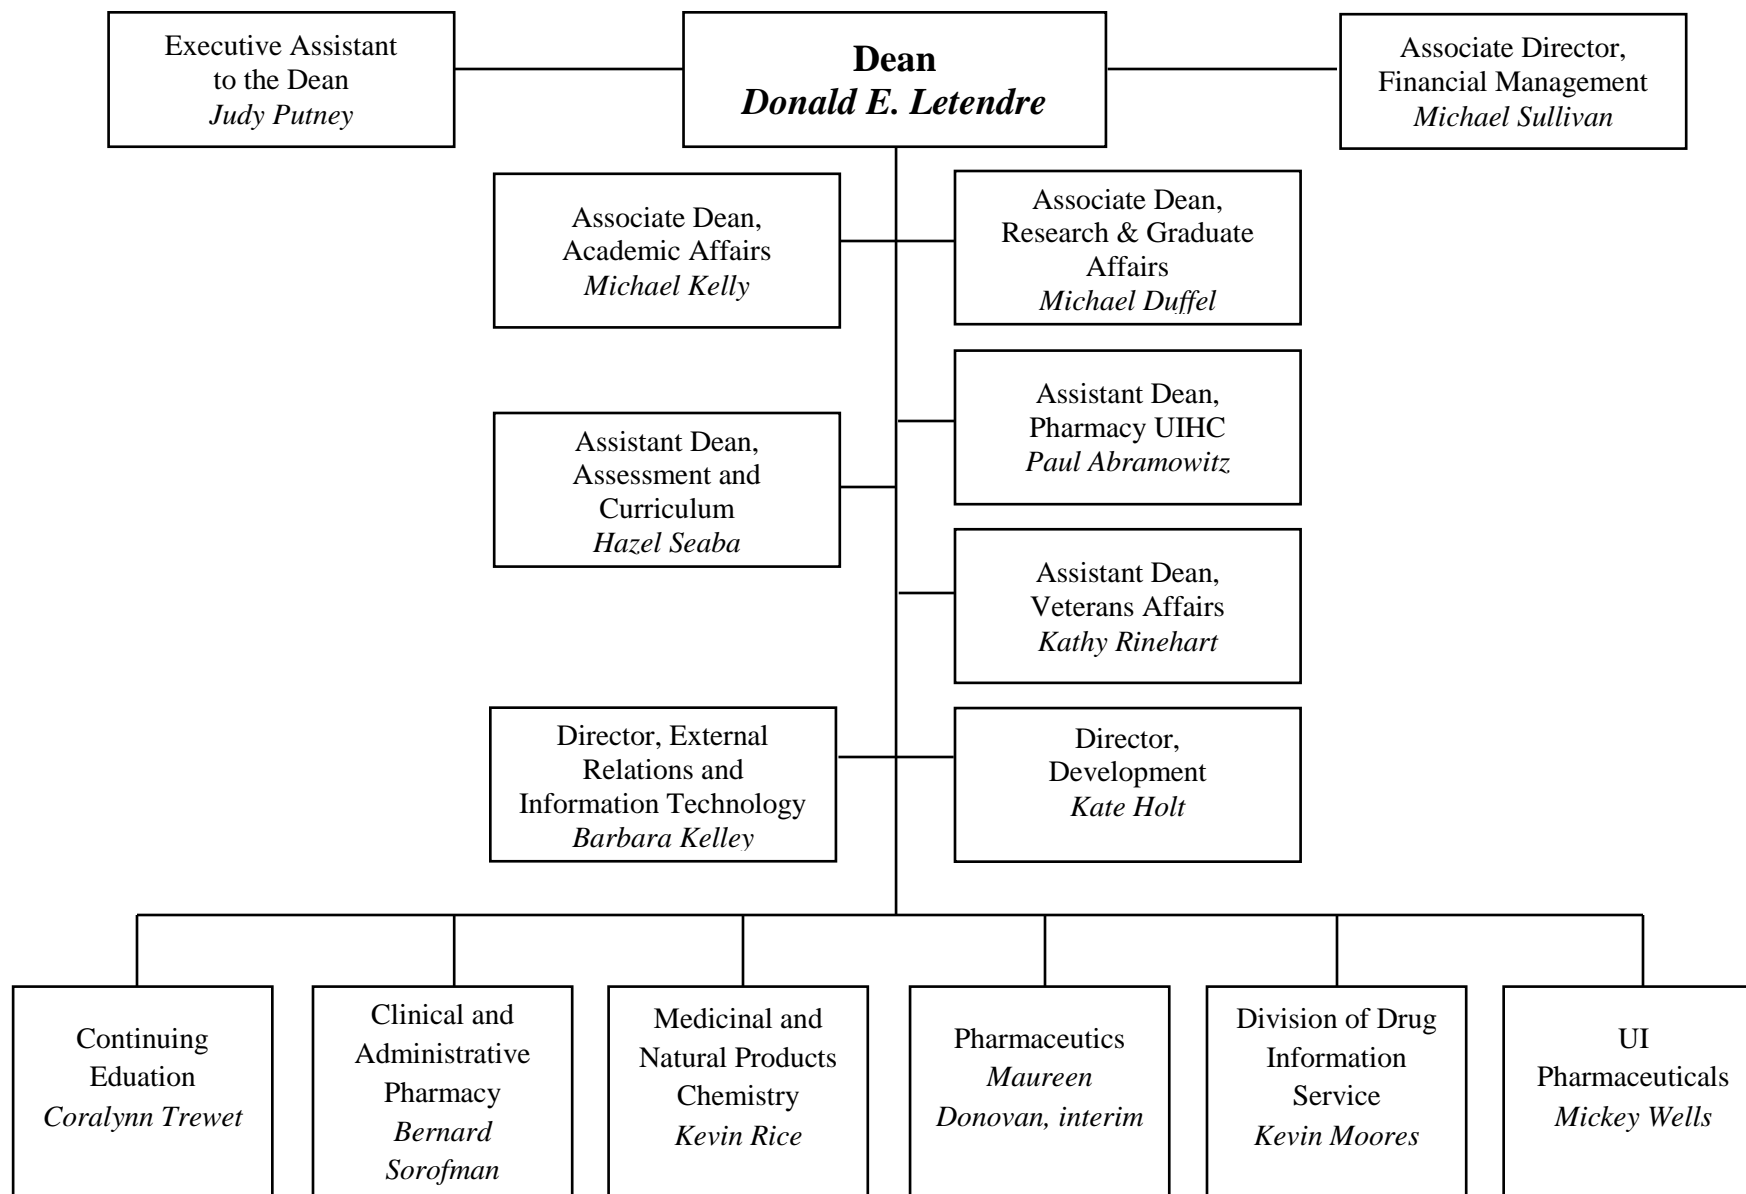 Executive Assistant
to the Dean
Judy Putney
Dean
Donald E. Letendre
Associate Director,
Financial Management
Michael Sullivan
Associate Dean,
Academic Affairs
Michael Kelly
Associate Dean,
Research & Graduate
Affairs
Michael Duffel
Assistant Dean,
Pharmacy UIHC
Paul Abramowitz
Assistant Dean,
Assessment and
Curriculum
Hazel Seaba
Assistant Dean,
Veterans Affairs
Kathy Rinehart
Director, External
Relations and
Information Technology
Barbara Kelley
Director,
Development
Kate Holt
Continuing
Eduation
Coralynn Trewet
Clinical and
Administrative
Pharmacy
Bernard
Sorofman
Medicinal and
Natural Products
Chemistry
Kevin Rice
Pharmaceutics
Maureen
Donovan, interim
Division of Drug
Information
Service
Kevin Moores
UI
Pharmaceuticals
Mickey Wells